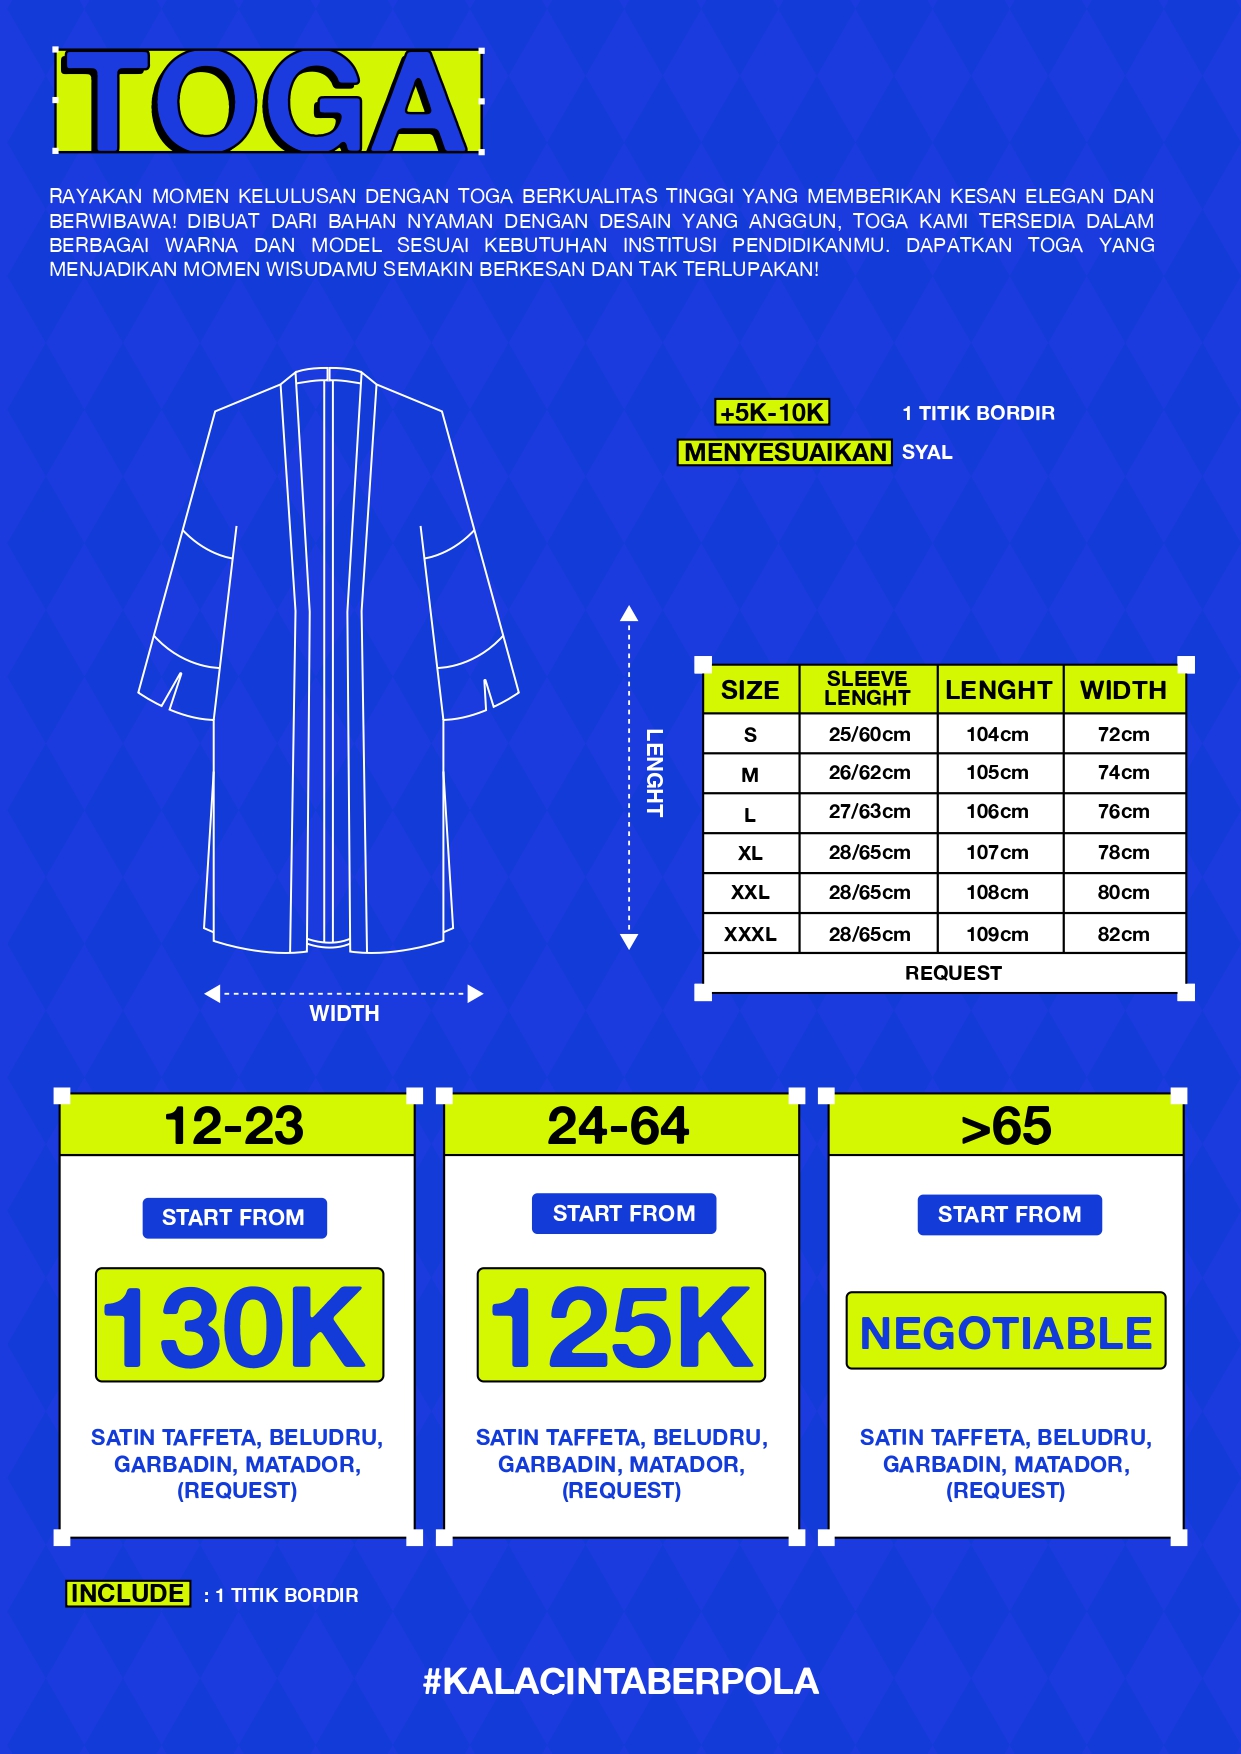 TOGA
RAYAKAN MOMEN KELULUSAN DENGAN TOGA BERKUALITAS TINGGI YANG MEMBERIKAN KESAN ELEGAN DAN
BERWIBAWA! DIBUAT DARI BAHAN NYAMAN DENGAN DESAIN YANG ANGGUN, TOGA KAMI TERSEDIA DALAM
BERBAGAI WARNA DAN MODEL SESUAI KEBUTUHAN INSTITUSI PENDIDIKANMU. DAPATKAN TOGA YANG
MENJADIKAN MOMEN WISUDAMU SEMAKIN BERKESAN DAN TAK TERLUPAKAN!
+5K-10K 1 TITIK BORDIR
MENYESUAIKAN SYAL
LENGHT
WIDTH
SIZE SLEEVE LENGHT LENGHT WIDTH
S 25/60cm 104cm 72cm
M 26/62cm 105cm 74cm
L 27/63cm 106cm 76cm
XL 28/65cm 107cm 78cm
XXL 28/65cm 108cm 80cm
XXXL 28/65cm 109cm 82cm
REQUEST
12-23
START FROM
130K
SATIN TAFFETA, BELUDRU,
GARBADIN, MATADOR,
(REQUEST)
24-64
START FROM
125K
SATIN TAFFETA, BELUDRU,
GARBADIN, MATADOR,
(REQUEST)
>65
START FROM
NEGOTIABLE
SATIN TAFFETA, BELUDRU,
GARBADIN, MATADOR,
(REQUEST)
INCLUDE : 1 TITIK BORDIR
#KALACINTABERPOLA